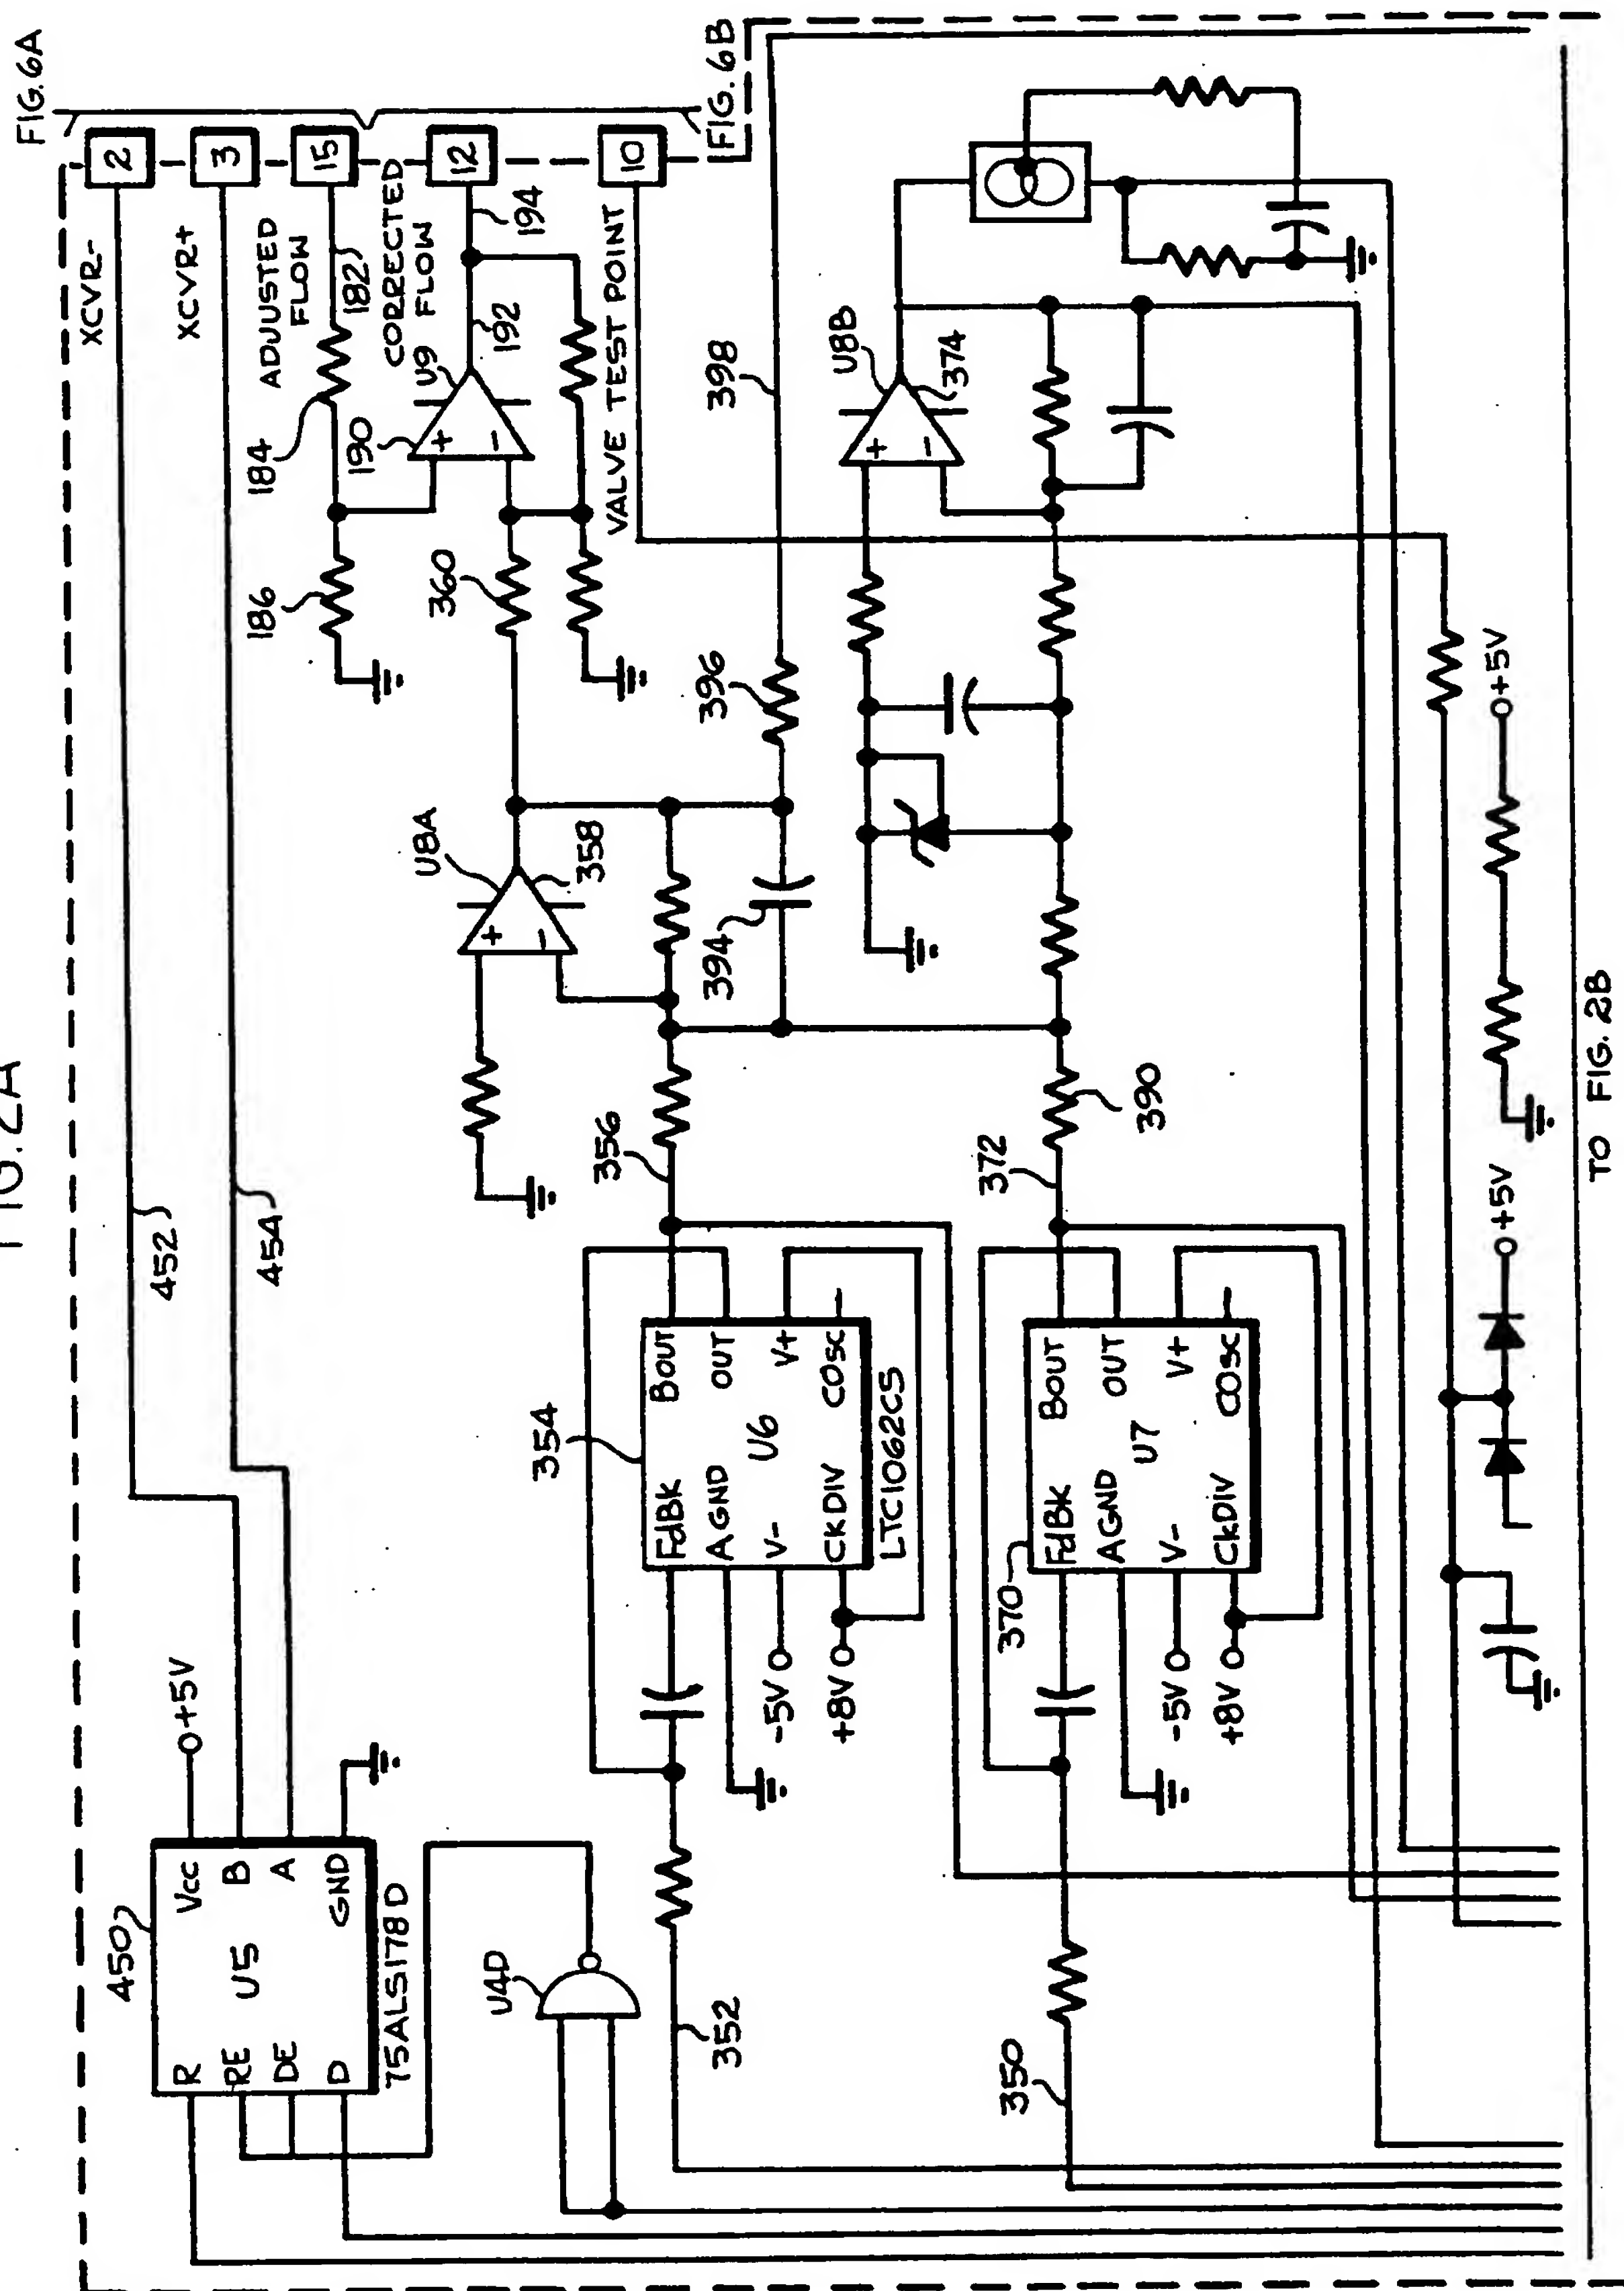 FIG. 2A
FIG. 6A
2
XCVR-
3
XCVR+
15
ADJUSTED
FLOW
182
184
186
12
CORRECTED
FLOW
194
192
U9
190
360
10
VALVE TEST POINT
FIG. 6B
452
454
450
U5
Vcc
B
A
GND
R
RE
DE
D
75ALS178D
+5V
U4D
U8A
+
-
358
394
396
398
356
354
U6
FdBK
AGND
V-
CKDIV
BOUT
OUT
V+
COSC
LTC1062CS
-5V
+8V
352
U8B
+
-
374
390
372
370
U7
FdBK
AGND
V-
CKDIV
BOUT
OUT
V+
COSC
-5V
+8V
350
+5V
+5V
TO FIG. 2B